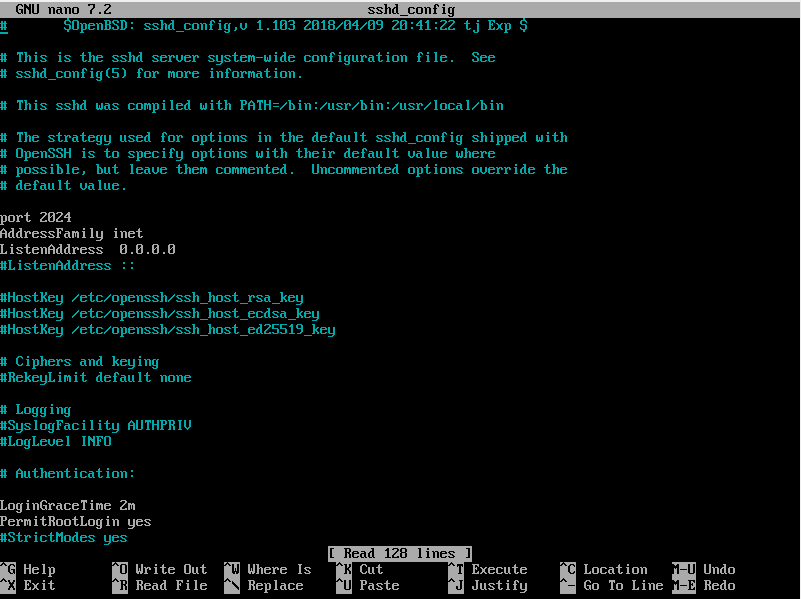 GNU nano 7.2 sshd_config
# $OpenBSD: sshd_config,v 1.103 2018/04/09 20:41:22 tj Exp $
# This is the sshd server system-wide configuration file. See
# sshd_config(5) for more information.
# This sshd was compiled with PATH=/bin:/usr/bin:/usr/local/bin
# The strategy used for options in the default sshd_config shipped with
# OpenSSH is to specify options with their default value where
# possible, but leave them commented. Uncommented options override the
# default value.
port 2024
AddressFamily inet
ListenAddress 0.0.0.0
#ListenAddress ::
#HostKey /etc/openssh/ssh_host_rsa_key
#HostKey /etc/openssh/ssh_host_ecdsa_key
#HostKey /etc/openssh/ssh_host_ed25519_key
# Ciphers and keying
#RekeyLimit default none
# Logging
#SyslogFacility AUTHPRIV
#LogLevel INFO
# Authentication:
LoginGraceTime 2m
PermitRootLogin yes
#StrictModes yes
[ Read 128 lines ]
^G Help ^O Write Out ^W Where Is ^K Cut ^T Execute ^C Location M-U Undo
^X Exit ^R Read File ^\ Replace ^U Paste ^J Justify ^- Go To Line M-E Redo